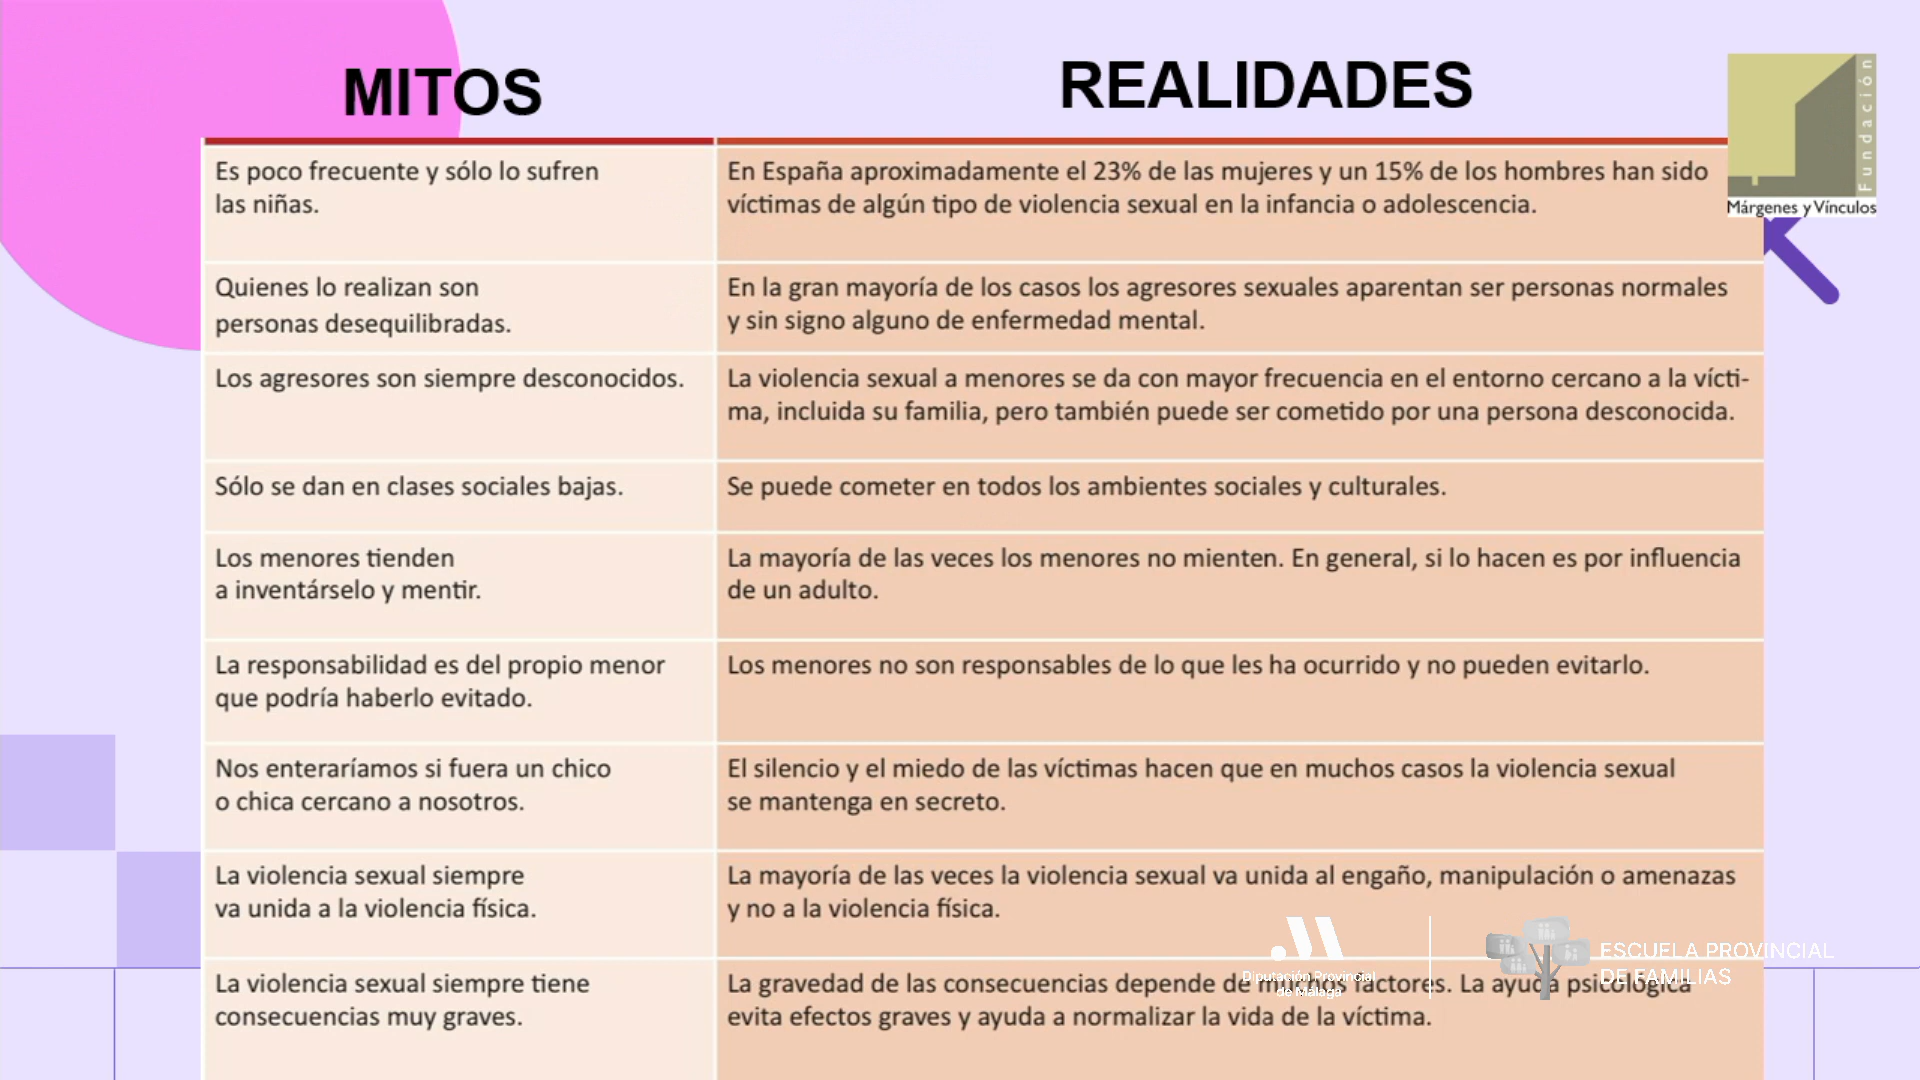 MITOS
REALIDADES
Fundación
Márgenes y Vínculos
Es poco frecuente y sólo lo sufren
las niñas.
En España aproximadamente el 23% de las mujeres y un 15% de los hombres han sido
víctimas de algún tipo de violencia sexual en la infancia o adolescencia.
Quienes lo realizan son
personas desequilibradas.
En la gran mayoría de los casos los agresores sexuales aparentan ser personas normales
y sin signo alguno de enfermedad mental.
Los agresores son siempre desconocidos.
La violencia sexual a menores se da con mayor frecuencia en el entorno cercano a la vícti-
ma, incluida su familia, pero también puede ser cometido por una persona desconocida.
Sólo se dan en clases sociales bajas.
Se puede cometer en todos los ambientes sociales y culturales.
Los menores tienden
a inventárselo y mentir.
La mayoría de las veces los menores no mienten. En general, si lo hacen es por influencia
de un adulto.
La responsabilidad es del propio menor
que podría haberlo evitado.
Los menores no son responsables de lo que les ha ocurrido y no pueden evitarlo.
Nos enteraríamos si fuera un chico
o chica cercano a nosotros.
El silencio y el miedo de las víctimas hacen que en muchos casos la violencia sexual
se mantenga en secreto.
La violencia sexual siempre
va unida a la violencia física.
La mayoría de las veces la violencia sexual va unida al engaño, manipulación o amenazas
y no a la violencia física.
La violencia sexual siempre tiene
consecuencias muy graves.
La gravedad de las consecuencias depende de muchos factores. La ayuda psicológica
evita efectos graves y ayuda a normalizar la vida de la víctima.
Diputación Provincial
de Málaga
ESCUELA PROVINCIAL
DE FAMILIAS